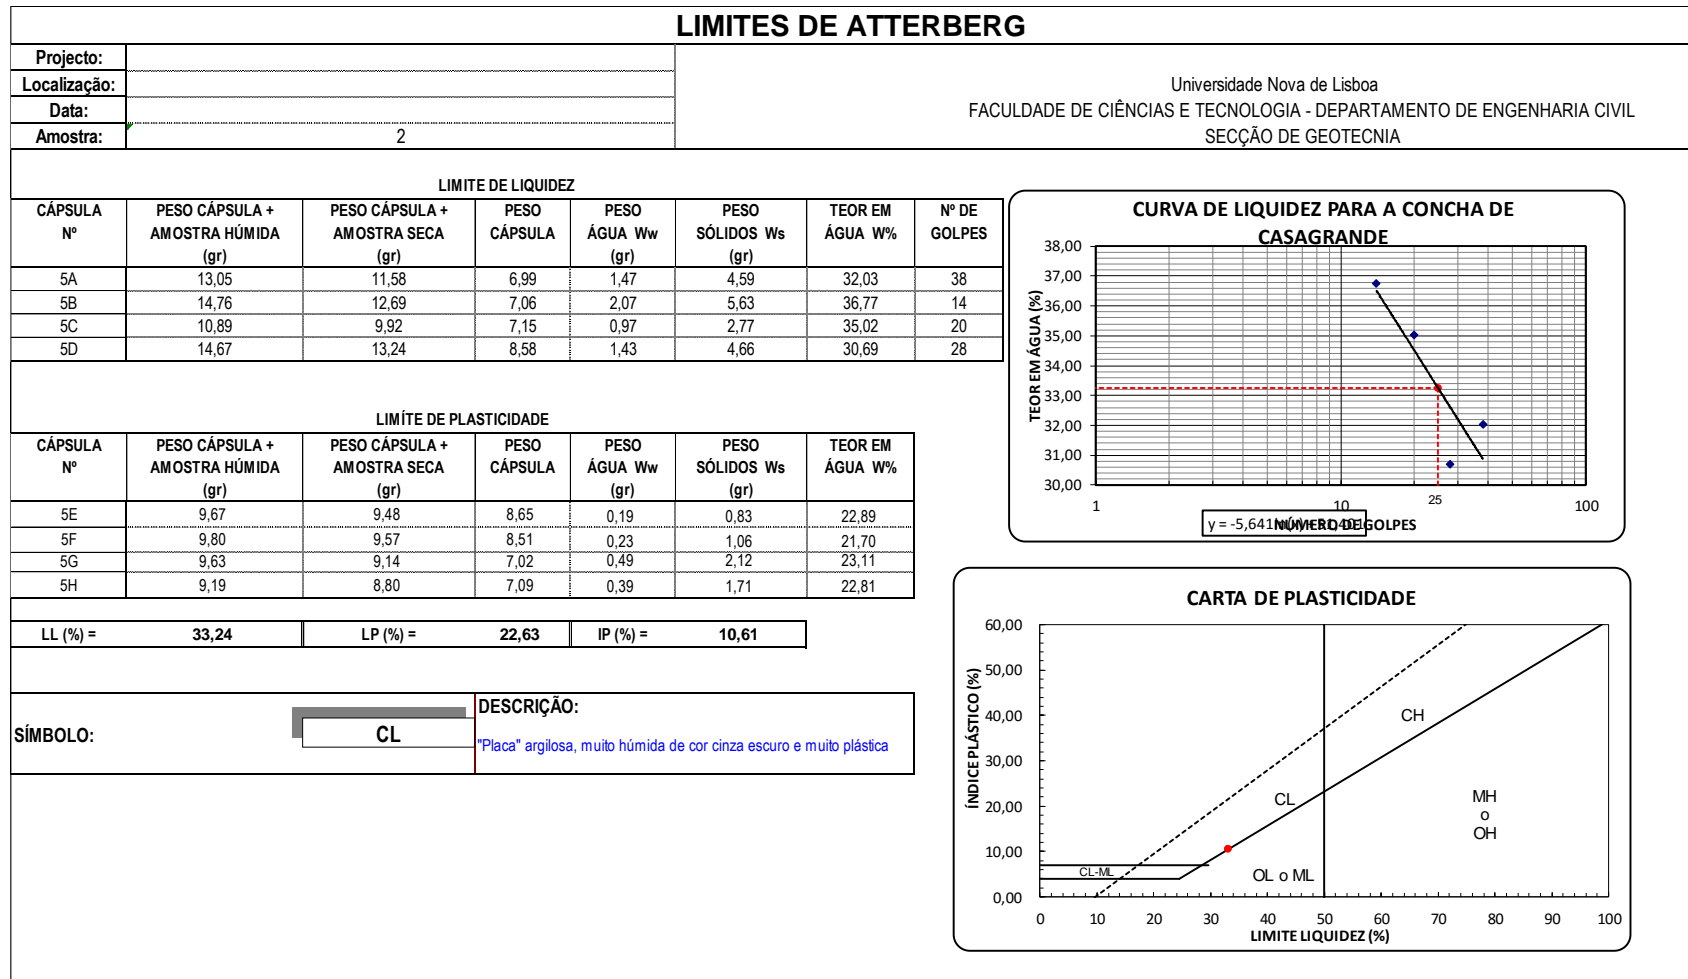 LIMITES DE ATTERBERG
Projecto:
Localização:
Data:
Amostra: 2
Universidade Nova de Lisboa
FACULDADE DE CIÊNCIAS E TECNOLOGIA - DEPARTAMENTO DE ENGENHARIA CIVIL
SECÇÃO DE GEOTECNIA
LIMITE DE LIQUIDEZ
CÁPSULA PESO CÁPSULA + PESO CÁPSULA + PESO PESO PESO TEOR EM Nº DE
Nº AMOSTRA HÚMIDA AMOSTRA SECA CÁPSULA ÁGUA Ww SÓLIDOS Ws ÁGUA W% GOLPES
(gr) (gr) (gr) (gr)
5A 13,05 11,58 6,99 1,47 4,59 32,03 38
5B 14,76 12,69 7,06 2,07 5,63 36,77 14
5C 10,89 9,92 7,15 0,97 2,77 35,02 20
5D 14,67 13,24 8,58 1,43 4,66 30,69 28
LIMÍTE DE PLASTICIDADE
CÁPSULA PESO CÁPSULA + PESO CÁPSULA + PESO PESO PESO TEOR EM
Nº AMOSTRA HÚMIDA AMOSTRA SECA CÁPSULA ÁGUA Ww SÓLIDOS Ws ÁGUA W%
(gr) (gr) (gr) (gr)
5E 9,67 9,48 8,65 0,19 0,83 22,89
5F 9,80 9,57 8,51 0,23 1,06 21,70
5G 9,63 9,14 7,02 0,49 2,12 23,11
5H 9,19 8,80 7,09 0,39 1,71 22,81
LL (%) = 33,24 LP (%) = 22,63 IP (%) = 10,61
SÍMBOLO: CL
DESCRIÇÃO:
"Placa" argilosa, muito húmida de cor cinza escuro e muito plástica
CURVA DE LIQUIDEZ PARA A CONCHA DE
CASAGRANDE
TEOR EM ÁGUA (%)
38,00
37,00
36,00
35,00
34,00
33,00
32,00
31,00
30,00
1 10 25 100
y = -5,641
NÚMERO DE GOLPES
CARTA DE PLASTICIDADE
ÍNDICE PLÁSTICO (%)
60,00
50,00
40,00
30,00
20,00
10,00
0,00
CH
CL
MH
o
OH
CL-ML
OL o ML
0 10 20 30 40 50 60 70 80 90 100
LIMITE LIQUIDEZ (%)